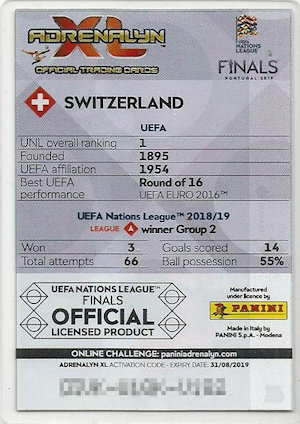 ADRENALYN
XL
OFFICIAL TRADING CARDS
UEFA
NATIONS
LEAGUE™
FINALS
PORTUGAL 2019
SWITZERLAND
UEFA
UNL overall ranking 1
Founded 1895
UEFA affiliation 1954
Best UEFA performance Round of 16
UEFA EURO 2016™
UEFA Nations League™ 2018/19
LEAGUE A winner Group 2
Won 3 Goals scored 14
Total attempts 66 Ball possession 55%
UEFA NATIONS LEAGUE™
FINALS
OFFICIAL
LICENSED PRODUCT
Manufactured
under licence by
PANINI
Made in Italy by
PANINI S.p.A. - Modena
ONLINE CHALLENGE: paniniadrenalyn.com
ADRENALYN XL ACTIVATION CODE - EXPIRY DATE: 31/08/2019